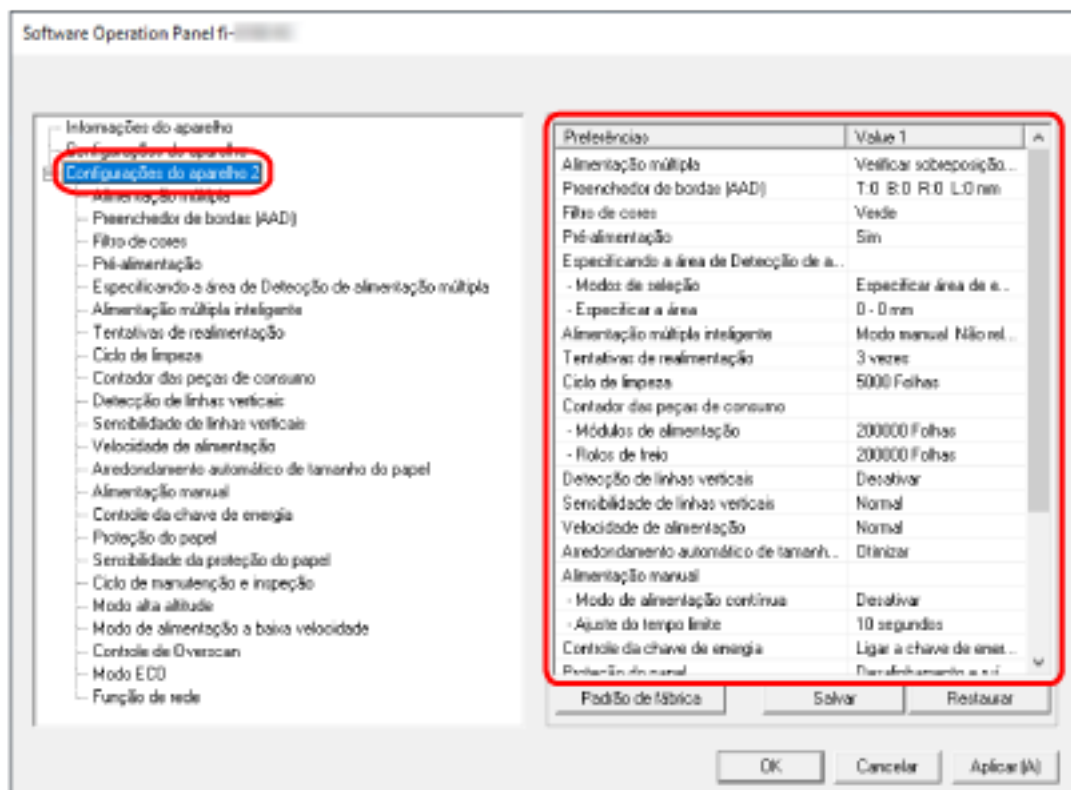 Software Operation Panel fi-
Informações do aparelho
Configurações do aparelho
Configurações do aparelho 2
Alimentação múltipla
Preenchedor de bordas (AAD)
Filtro de cores
Pré-alimentação
Especificando a área de Detecção de alimentação múltipla
Alimentação múltipla inteligente
Tentativas de realimentação
Ciclo de limpeza
Contador das peças de consumo
Detecção de linhas verticais
Sensibilidade de linhas verticais
Velocidade de alimentação
Arredondamento automático de tamanho do papel
Alimentação manual
Controle da chave de energia
Proteção do papel
Sensibilidade da proteção do papel
Ciclo de manutenção e inspeção
Modo alta altitude
Modo de alimentação a baixa velocidade
Controle de Overscan
Modo ECO
Função de rede
Preferências Value 1
Alimentação múltipla Verificar sobreposição...
Preenchedor de bordas (AAD) T:0 B:0 R:0 L:0 mm
Filtro de cores Verde
Pré-alimentação Sim
Especificando a área de Detecção de a...
- Modos de seleção Especificar área de e...
- Especificar a área 0 - 0 mm
Alimentação múltipla inteligente Modo manual Não rel...
Tentativas de realimentação 3 vezes
Ciclo de limpeza 5000 Folhas
Contador das peças de consumo
- Módulos de alimentação 200000 Folhas
- Rolos de freio 200000 Folhas
Detecção de linhas verticais Desativar
Sensibilidade de linhas verticais Normal
Velocidade de alimentação Normal
Arredondamento automático de tamanh... Otimizar
Alimentação manual
- Modo de alimentação contínua Desativar
- Ajuste do tempo limite 10 segundos
Controle da chave de energia Ligar a chave de ener...
Proteção do papel
Padrão de fábrica Salvar Restaurar
OK Cancelar Aplicar (A)